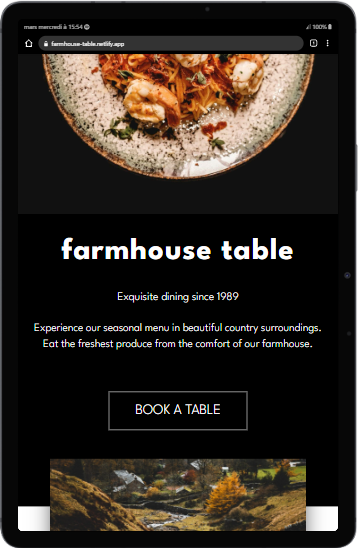 mais mercredi à 15:54
100%
farmhouse-table.netlify.app
farmhouse table
Exquisite dining since 1989
Experience our seasonal menu in beautiful country surroundings.
Eat the freshest produce from the comfort of our farmhouse.
BOOK A TABLE